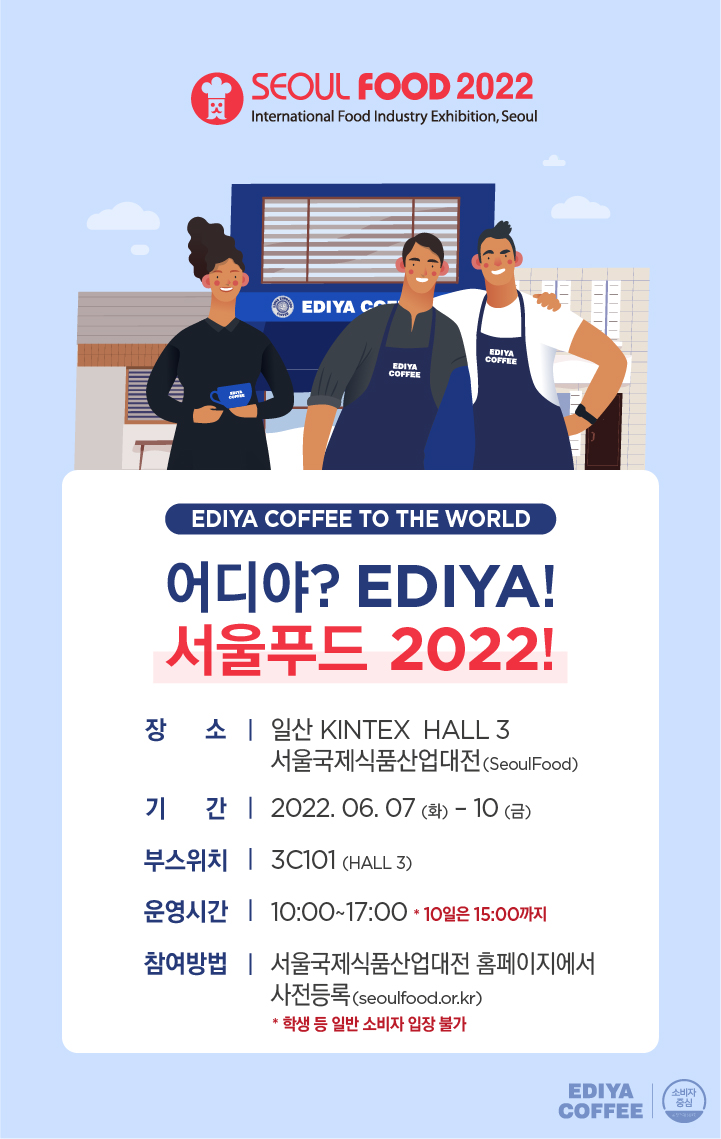 SEOUL FOOD 2022
International Food Industry Exhibition, Seoul
EDIYA COF
EDIYA COFFEE
EDIYA COFFEE
EDIYA COFFEE
EDIYA COFFEE TO THE WORLD
어디야? EDIYA!
서울푸드 2022!
장 소 | 일산 KINTEX HALL 3
서울국제식품산업대전(SeoulFood)
기 간 | 2022. 06. 07 (화) - 10 (금)
부스위치 | 3C101 (HALL 3)
운영시간 | 10:00~17:00 * 10일은 15:00까지
참여방법 | 서울국제식품산업대전 홈페이지에서
사전등록(seoulfood.or.kr)
* 학생 등 일반 소비자 입장 불가
EDIYA
COFFEE
소비자
중심